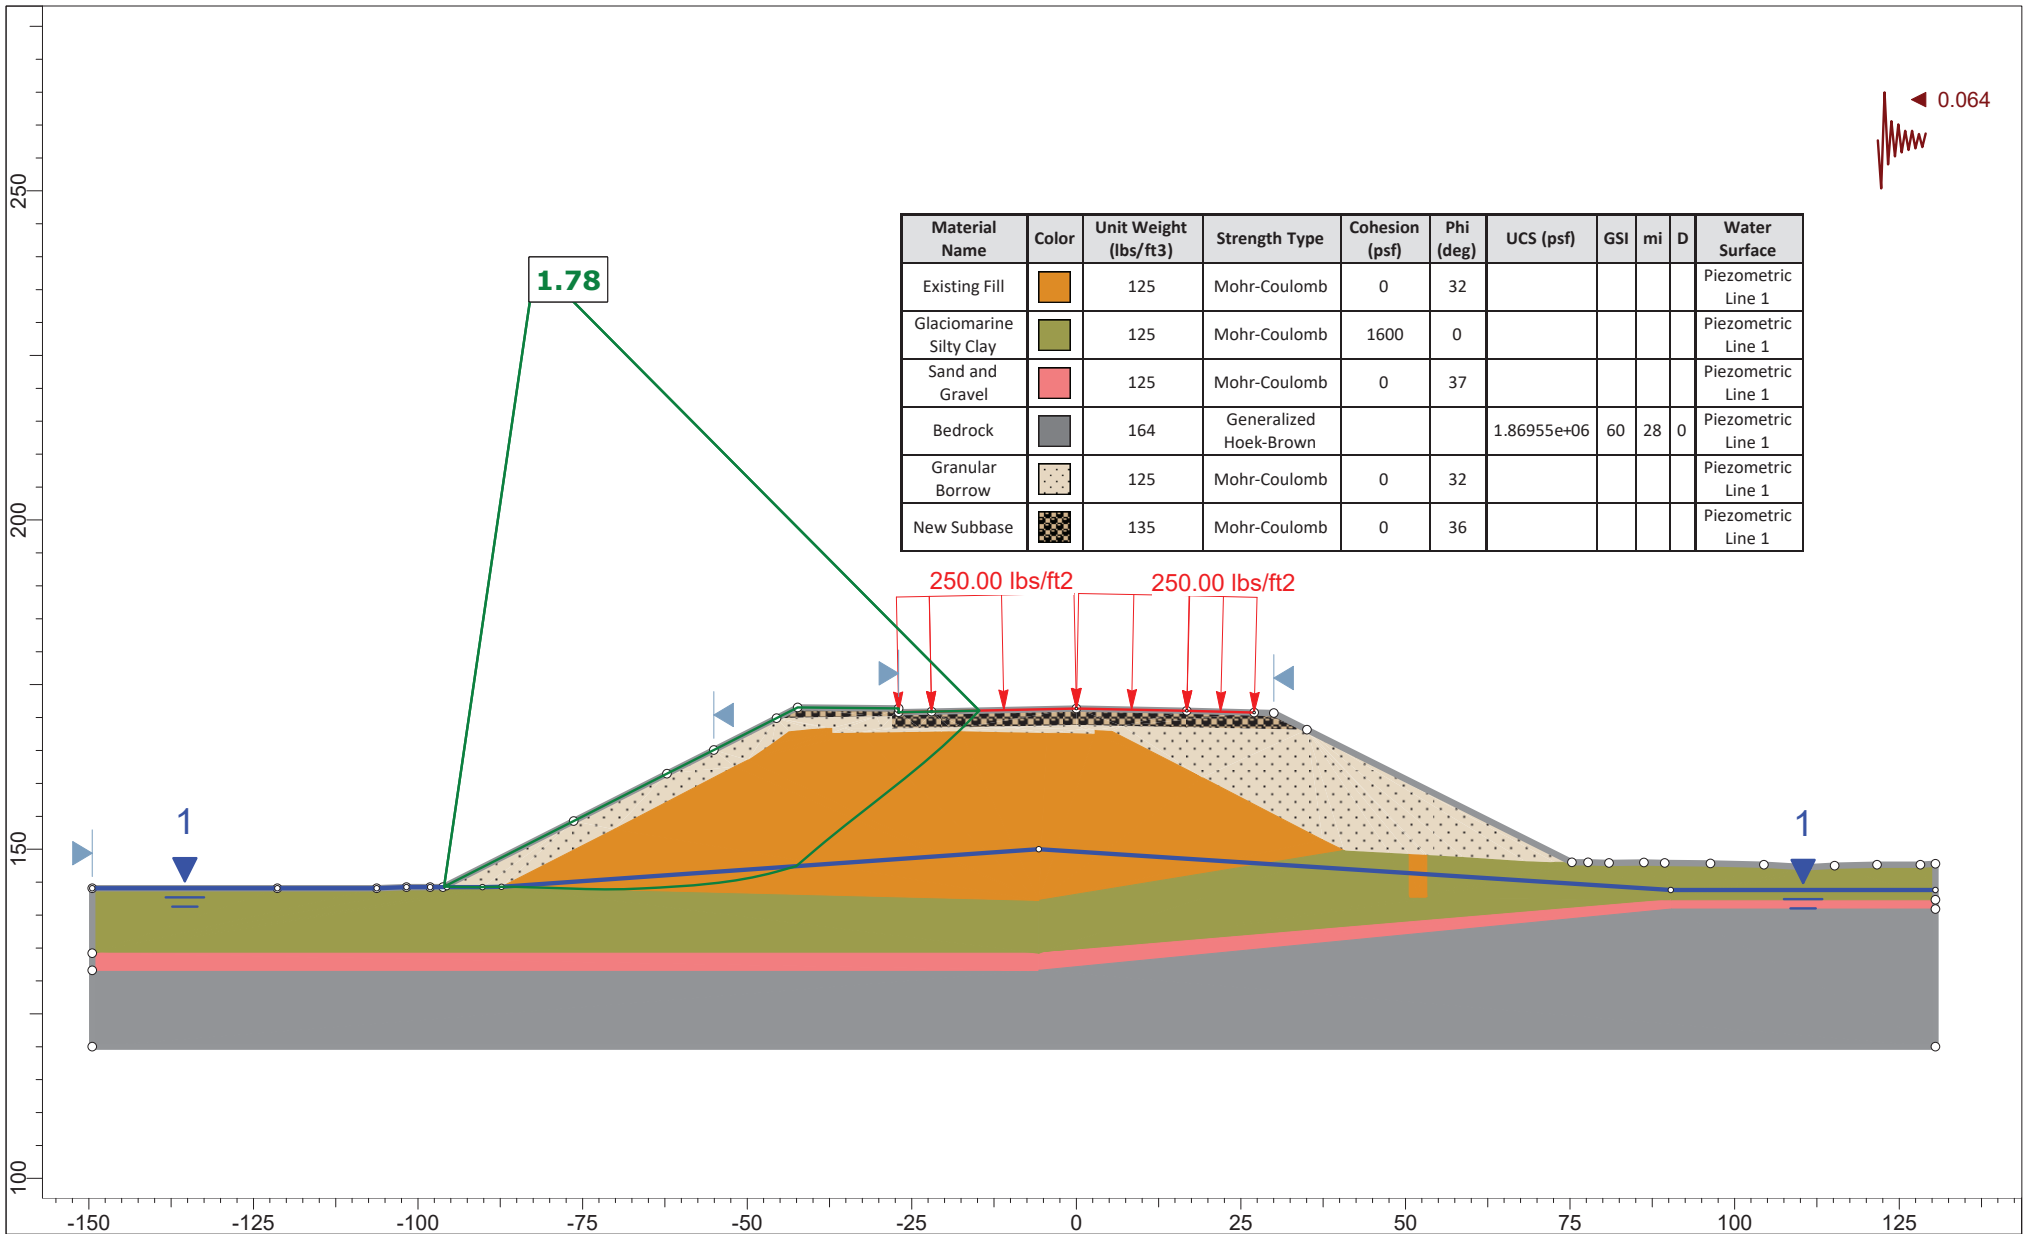 0.064
250
200
150
100
1.78
Material Name Color Unit Weight (lbs/ft3) Strength Type Cohesion (psf) Phi (deg) UCS (psf) GSI mi D Water Surface
Existing Fill 125 Mohr-Coulomb 0 32 Piezometric Line 1
Glaciomarine Silty Clay 125 Mohr-Coulomb 1600 0 Piezometric Line 1
Sand and Gravel 125 Mohr-Coulomb 0 37 Piezometric Line 1
Bedrock 164 Generalized Hoek-Brown 1.86955e+06 60 28 0 Piezometric Line 1
Granular Borrow 125 Mohr-Coulomb 0 32 Piezometric Line 1
New Subbase 135 Mohr-Coulomb 0 36 Piezometric Line 1
250.00 lbs/ft2 250.00 lbs/ft2
1 1
-150 -125 -100 -75 -50 -25 0 25 50 75 100 125